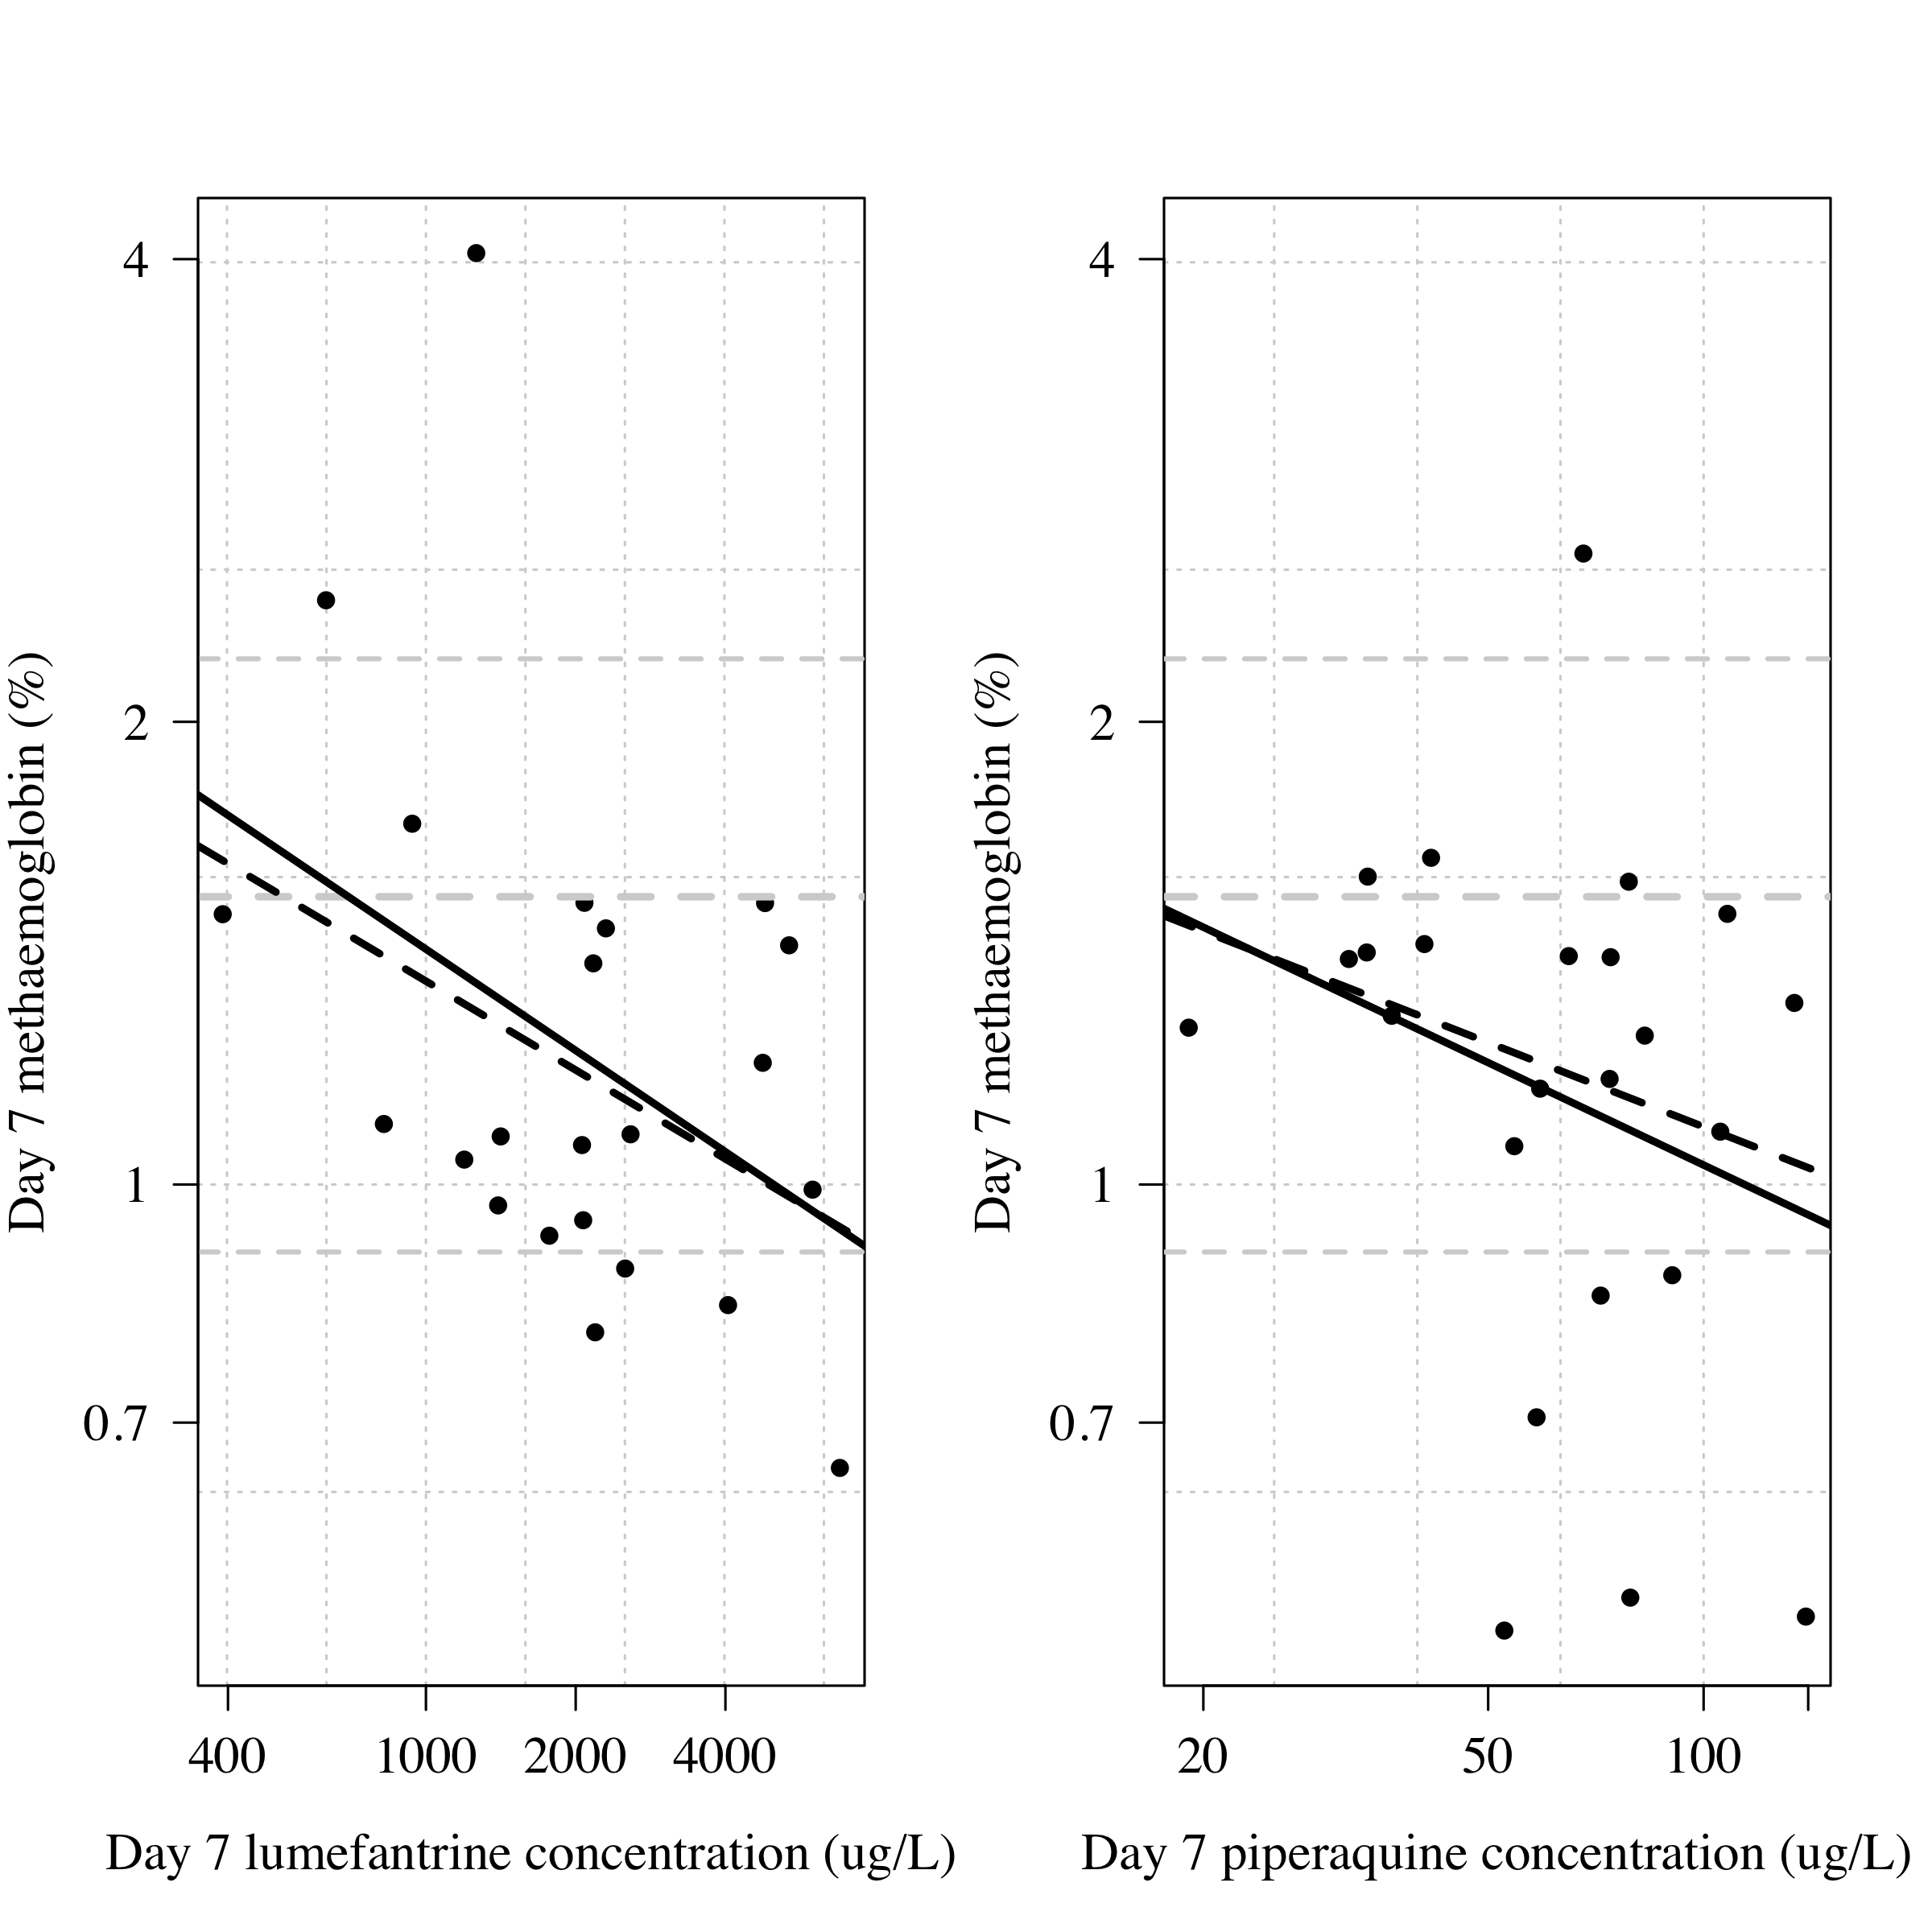 Day 7 methaemoglobin (%)
4
2
1
0.7
400 1000 2000 4000
Day 7 lumefantrine concentration (ug/L)
Day 7 methaemoglobin (%)
4
2
1
0.7
20 50 100
Day 7 piperaquine concentration (ug/L)